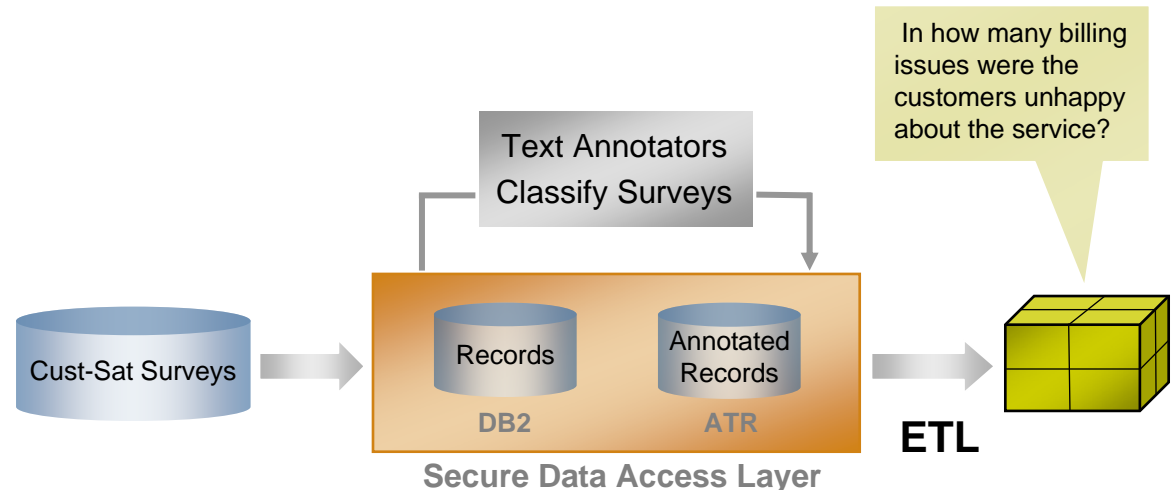 In how many billing
issues were the
customers unhappy
about the service?
Text Annotators
Classify Surveys
Cust-Sat Surveys
Records
Annotated
Records
DB2
ATR
ETL
Secure Data Access Layer